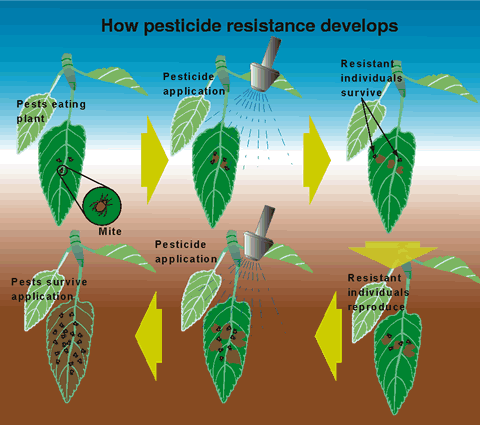 How pesticide resistance develops
Pests eating
plant
Mite
Pesticide
application
Resistant
individuals
survive
Resistant
individuals
reproduce
Pesticide
application
Pests survive
application